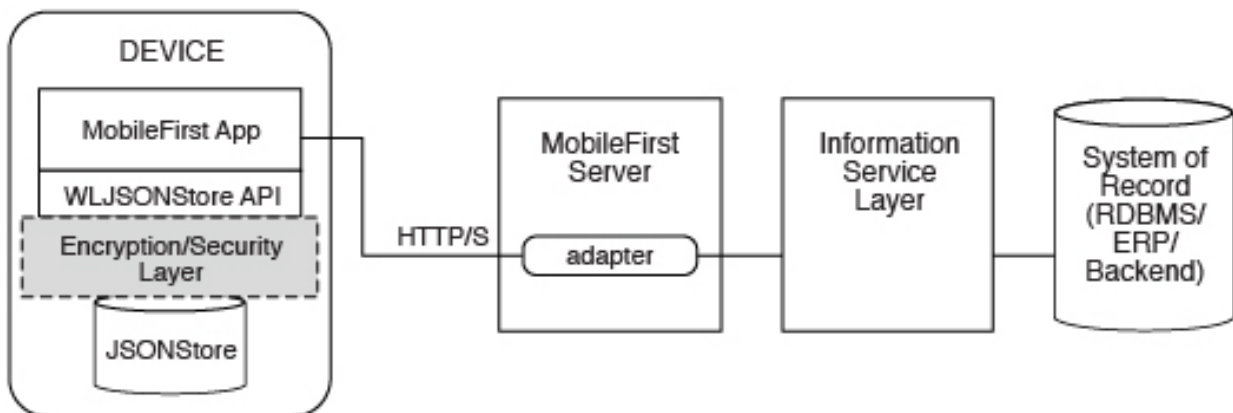 DEVICE
MobileFirst App
WLJSONStore API
Encryption/Security
Layer
JSONStore
HTTP/S
MobileFirst
Server
adapter
Information
Service
Layer
System of
Record
(RDBMS/
ERP/
Backend)